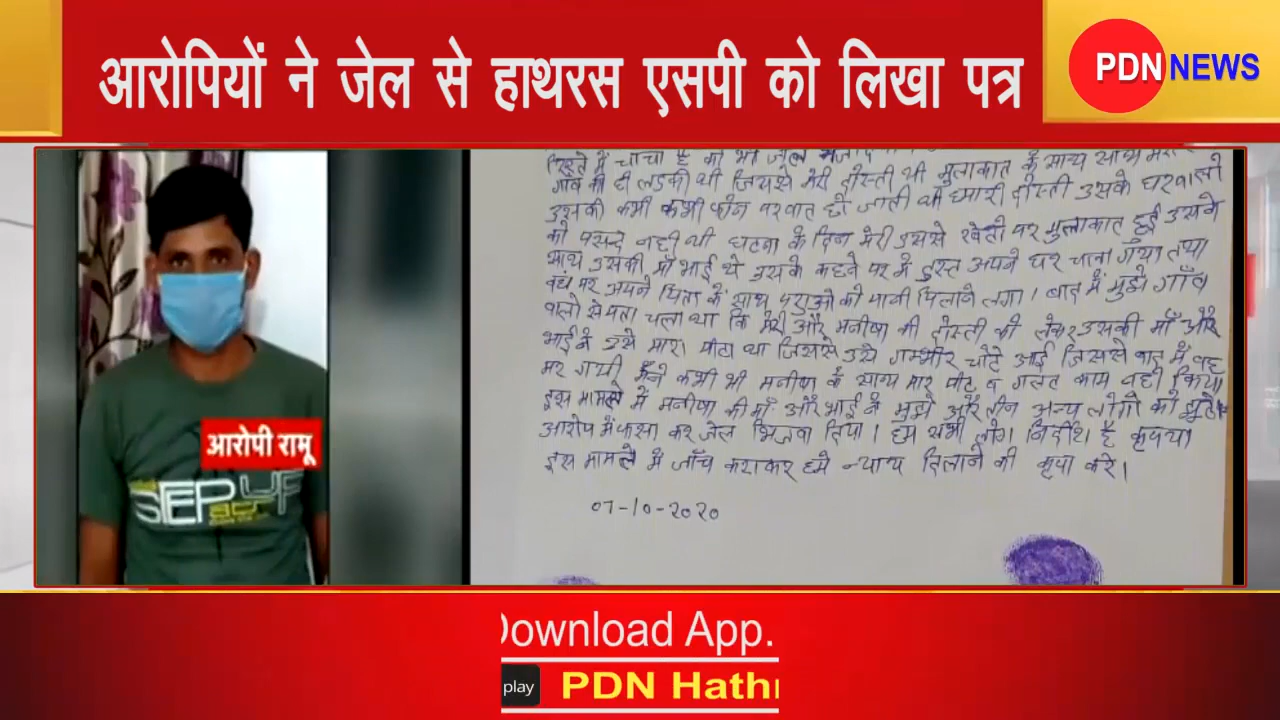 आरोपियों ने जेल से हाथरस एसपी को लिखा पत्र
PDN NEWS
रिश्ते में चाचा है को भी जेल
गाँव की ही लडकी थी जिससे मेरी दोस्ती थी मुलाकात के साथ साथ मेरी
उसकी कभी कभी फोन पर बात हो जाती थी हमारी दोस्ती उसके घरवालो
को पसंद नही थी घटना के दिन मेरी उससे खेतो पर मुलाकात हुई उसके
साथ उसकी माँ भाई थे उसके कहने पर मै अपने घर चला गया तथा
पर अपने पिता के साथ पशुओ को पानी पिलाने लगा। बाद में मुझे गाँव
वालो से पता चला था कि मेरी और मनीषा की दोस्ती को लेकर उसकी माँ और
भाई ने उसे मारा पीटा था जिससे उसे गम्भीर चोटे आई जिससे बाद में वह
मर गयी मैने कभी भी मनीषा के साथ मार पीट व गलत काम नही किया
इस मामले में मनीषा की माँ और भाई ने मुझे और तीन अन्य लोगो को झूठे
आरोप में फसा कर जेल भिजवा दिया। हम सभी लोग निर्दोष है कृपया
इस मामले में जाँच कराकर हमे न्याय दिलाने की कृपा करे।
07-10-2020
आरोपी रामू
STEP UP
Download App.
play
PDN Hath